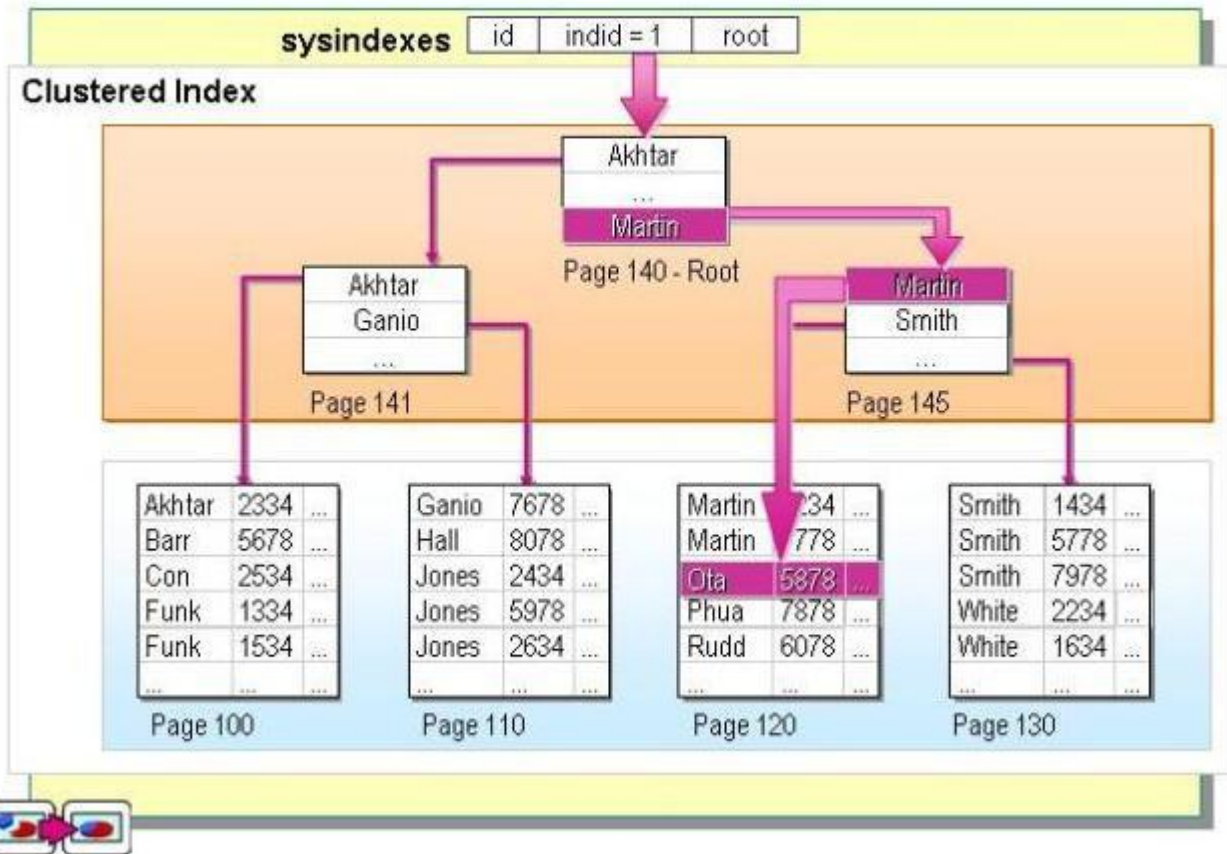 sysindexes id indid = 1 root
Clustered Index
Akhtar
...
Martin
Page 140 - Root
Akhtar
Ganio
...
Page 141
Martin
Smith
...
Page 145
Akhtar 2334 ...
Barr 5678 ...
Con 2534 ...
Funk 1334 ...
Funk 1534 ...
... ... ...
Page 100
Ganio 7678 ...
Hall 8078 ...
Jones 2434 ...
Jones 5978 ...
Jones 2634 ...
... ... ...
Page 110
Martin ...
Martin ...
Ota 5878 ...
Phua 7878 ...
Rudd 6078 ...
... ... ...
Page 120
Smith 1434 ...
Smith 5778 ...
Smith 7978 ...
White 2234 ...
White 1634 ...
... ... ...
Page 130